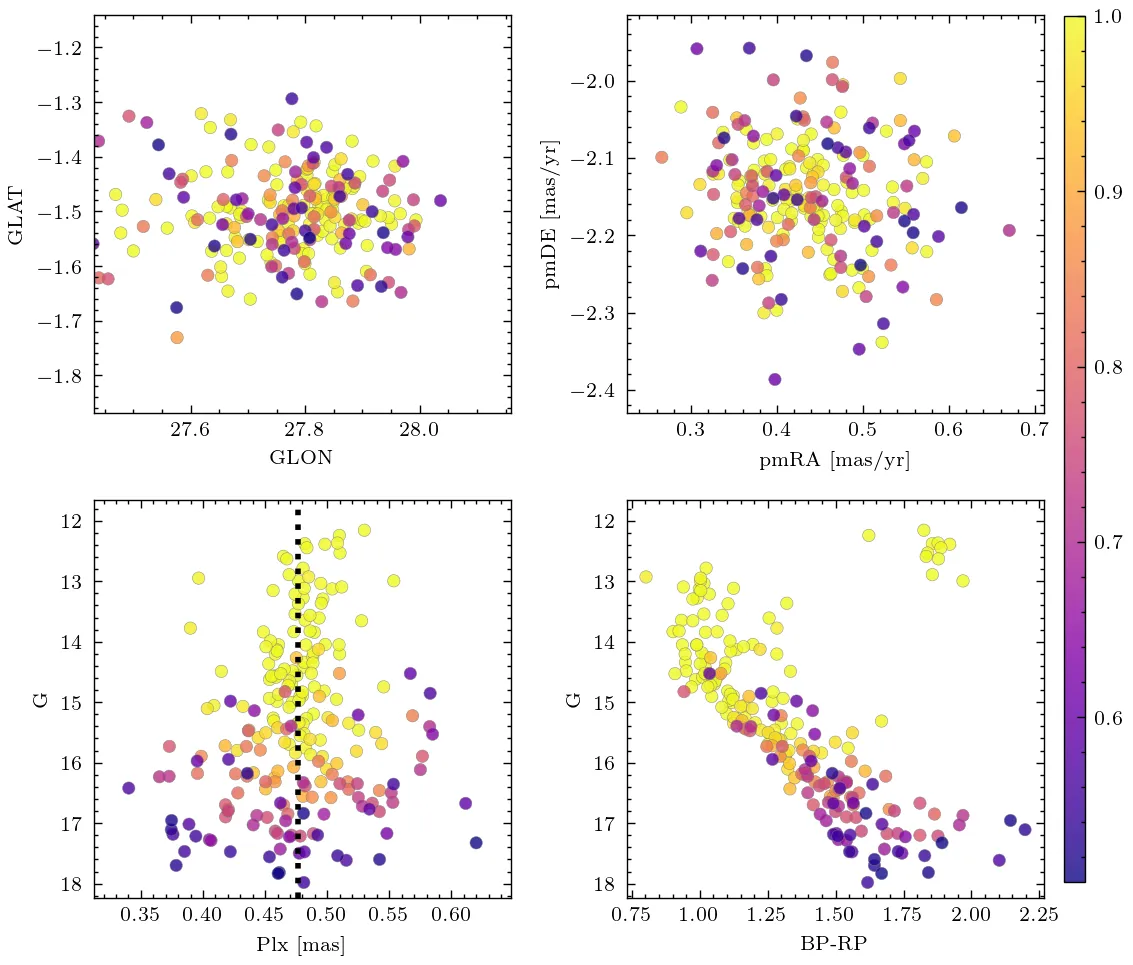 −1.2
−1.3
−1.4
−1.5
−1.6
−1.7
−1.8
GLAT
27.6 27.8 28.0
GLON
−2.0
−2.1
−2.2
−2.3
−2.4
pmDE [mas/yr]
0.3 0.4 0.5 0.6 0.7
pmRA [mas/yr]
1.0
0.9
0.8
0.7
0.6
12
13
14
15
16
17
18
G
0.35 0.40 0.45 0.50 0.60
Plx [mas]
12
13
14
15
16
17
18
G
0.75 1.00 1.25 1.50 1.75 2.00 2.25
BP-RP